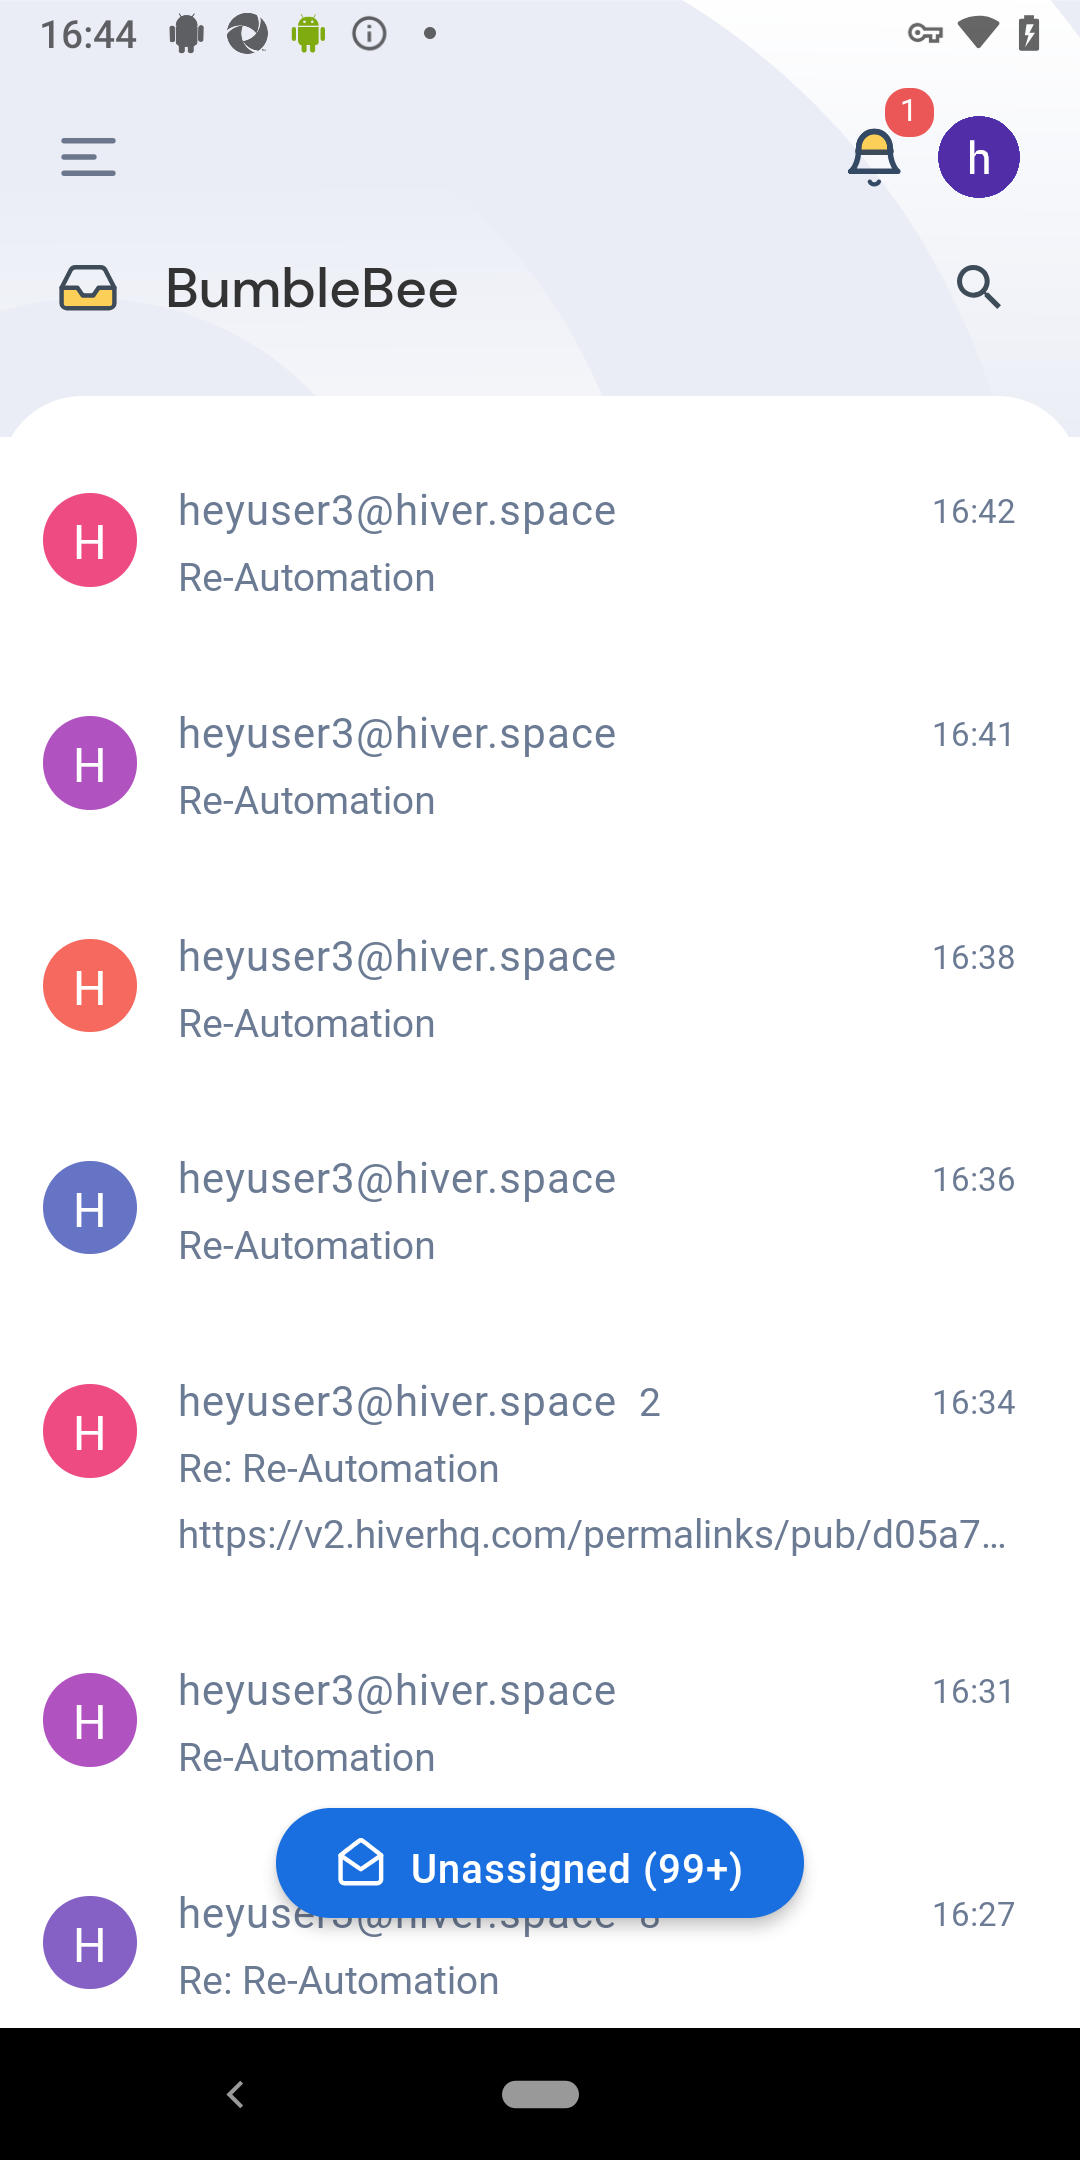 16:44
1
h
BumbleBee
H
heyuser3@hiver.space
16:42
Re-Automation
H
heyuser3@hiver.space
16:41
Re-Automation
H
heyuser3@hiver.space
16:38
Re-Automation
H
heyuser3@hiver.space
16:36
Re-Automation
H
heyuser3@hiver.space 2
16:34
Re: Re-Automation
https://v2.hiverhq.com/permalinks/pub/d05a7…
H
heyuser3@hiver.space
16:31
Re-Automation
Unassigned (99+)
H
heyuser3@hiver.space
16:27
Re: Re-Automation